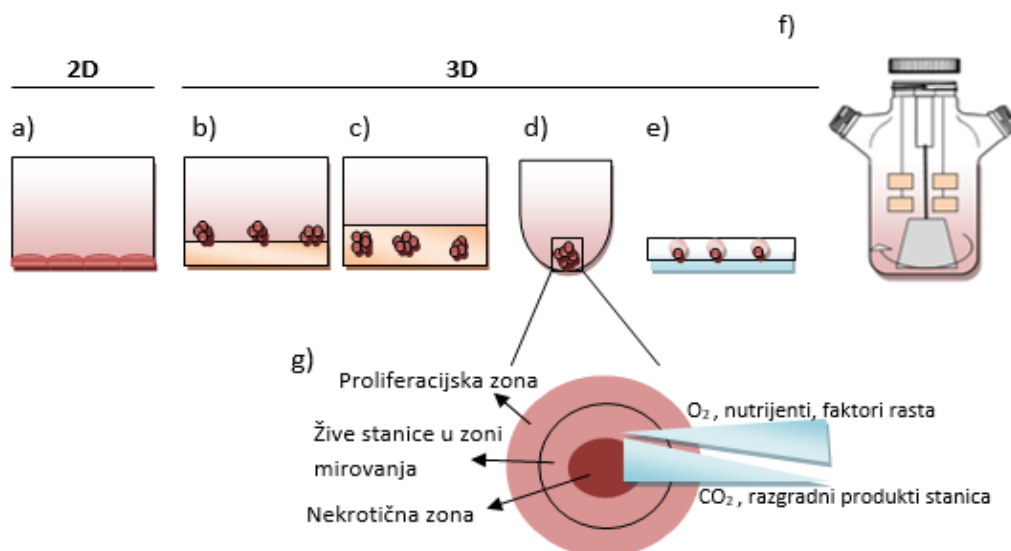 f)
2D
3D
a)
b)
c)
d)
e)
g)
Proliferacijska zona
O₂ , nutrijenti, faktori rasta
Žive stanice u zoni
mirovanja
CO₂ , razgradni produkti stanica
Nekrotična zona